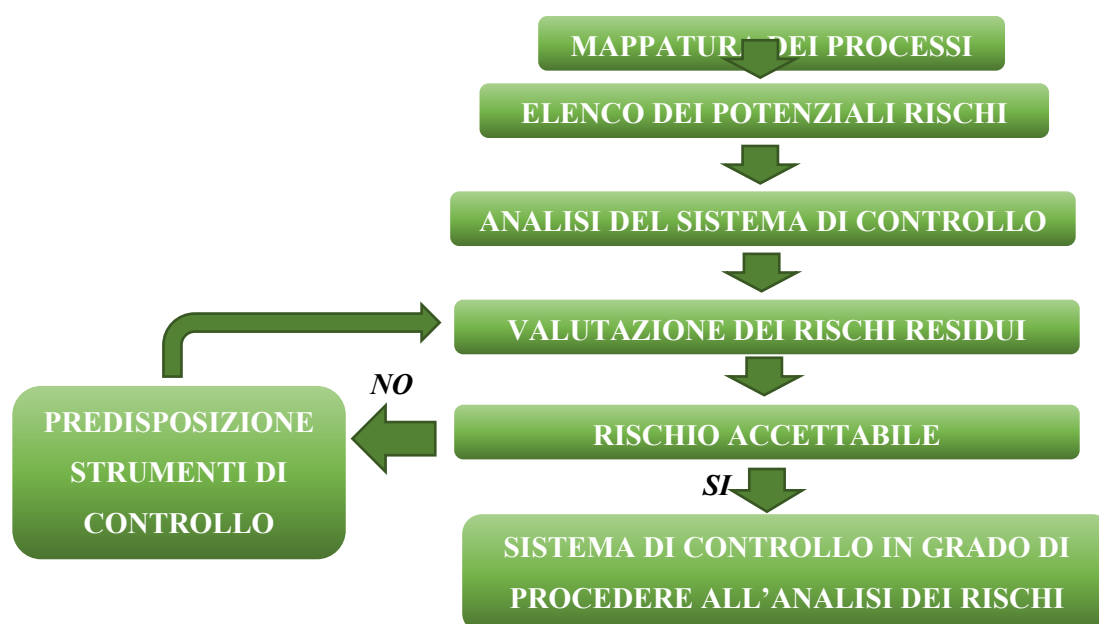 MAPPATURA DEI PROCESSI
ELENCO DEI POTENZIALI RISCHI
ANALISI DEL SISTEMA DI CONTROLLO
VALUTAZIONE DEI RISCHI RESIDUI
NO
PREDISPOSIZIONE
STRUMENTI DI
CONTROLLO
RISCHIO ACCETTABILE
SI
SISTEMA DI CONTROLLO IN GRADO DI
PROCEDERE ALL’ANALISI DEI RISCHI